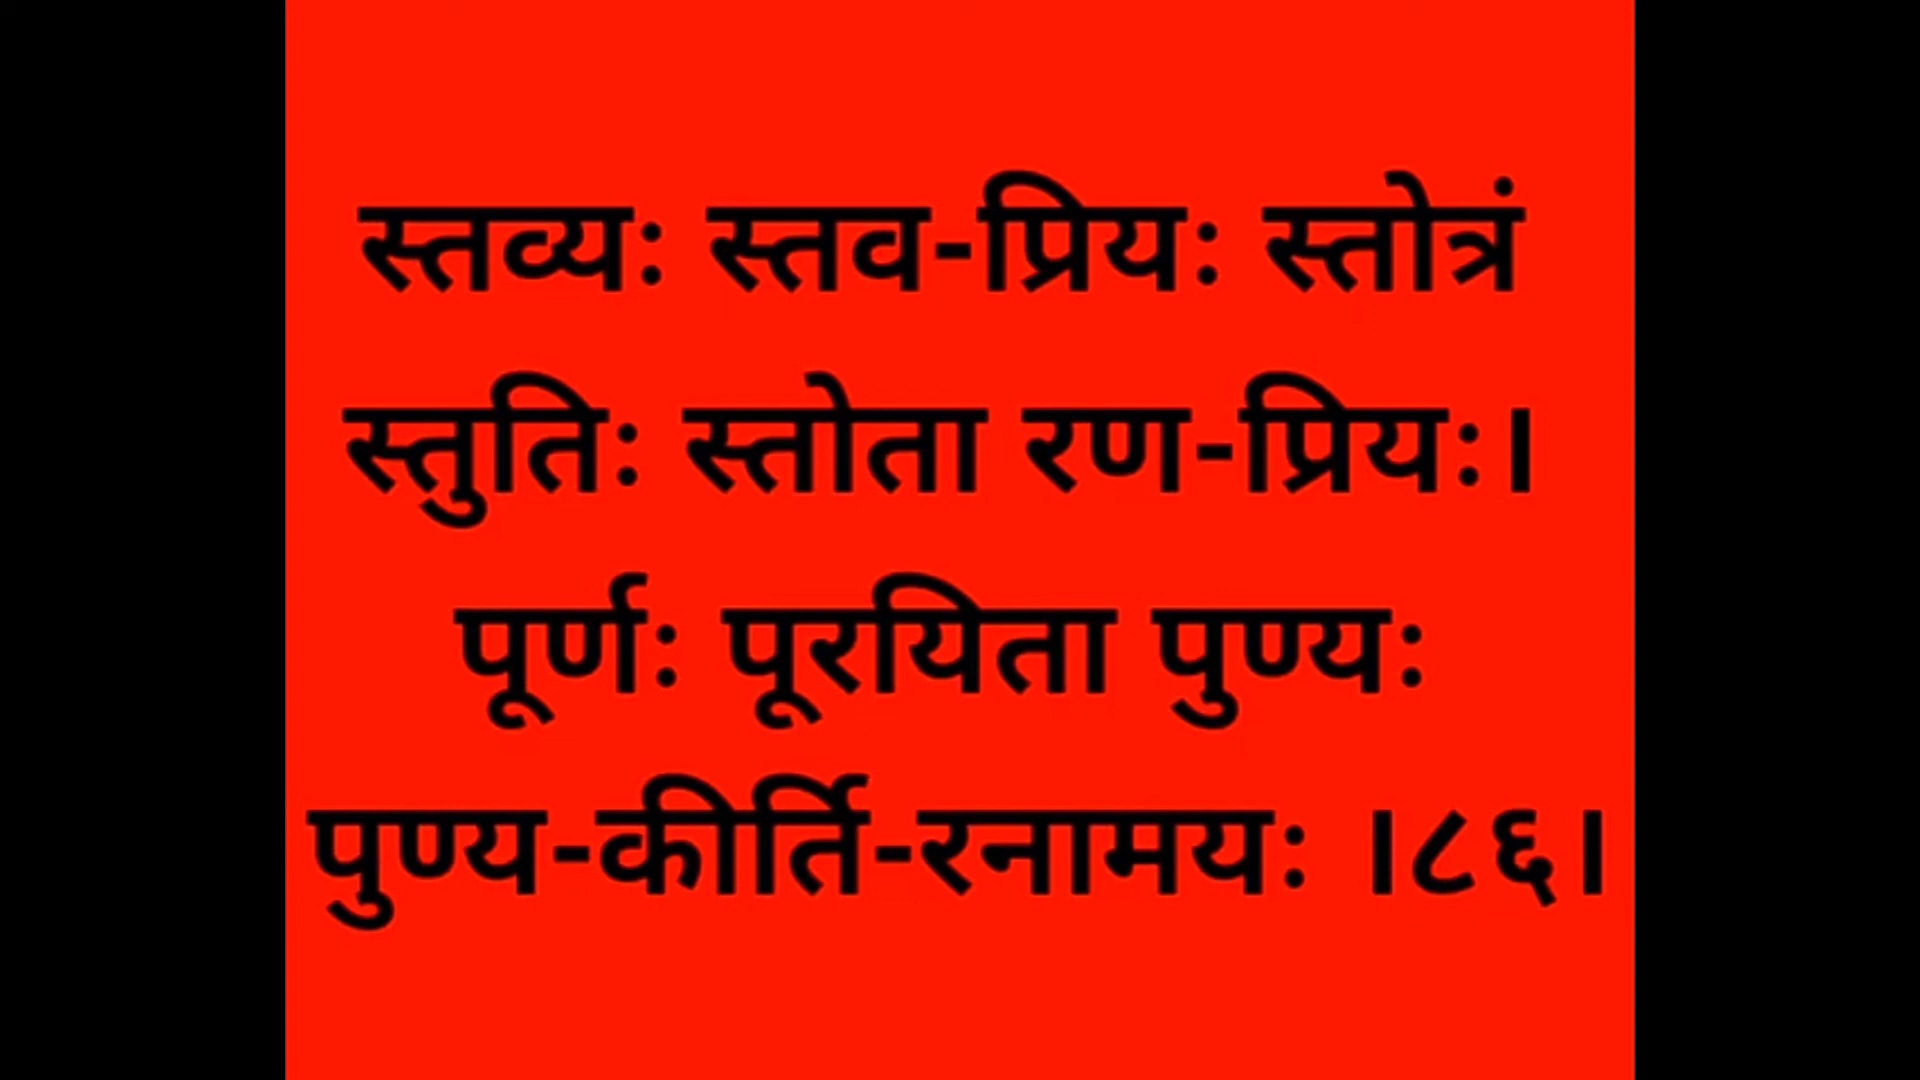 स्तव्यः स्तव-प्रियः स्तोत्रं
स्तुतिः स्तोता रण-प्रियः।
पूर्णः पूरयिता पुण्यः
पुण्य-कीर्ति-रनामयः ।८६।